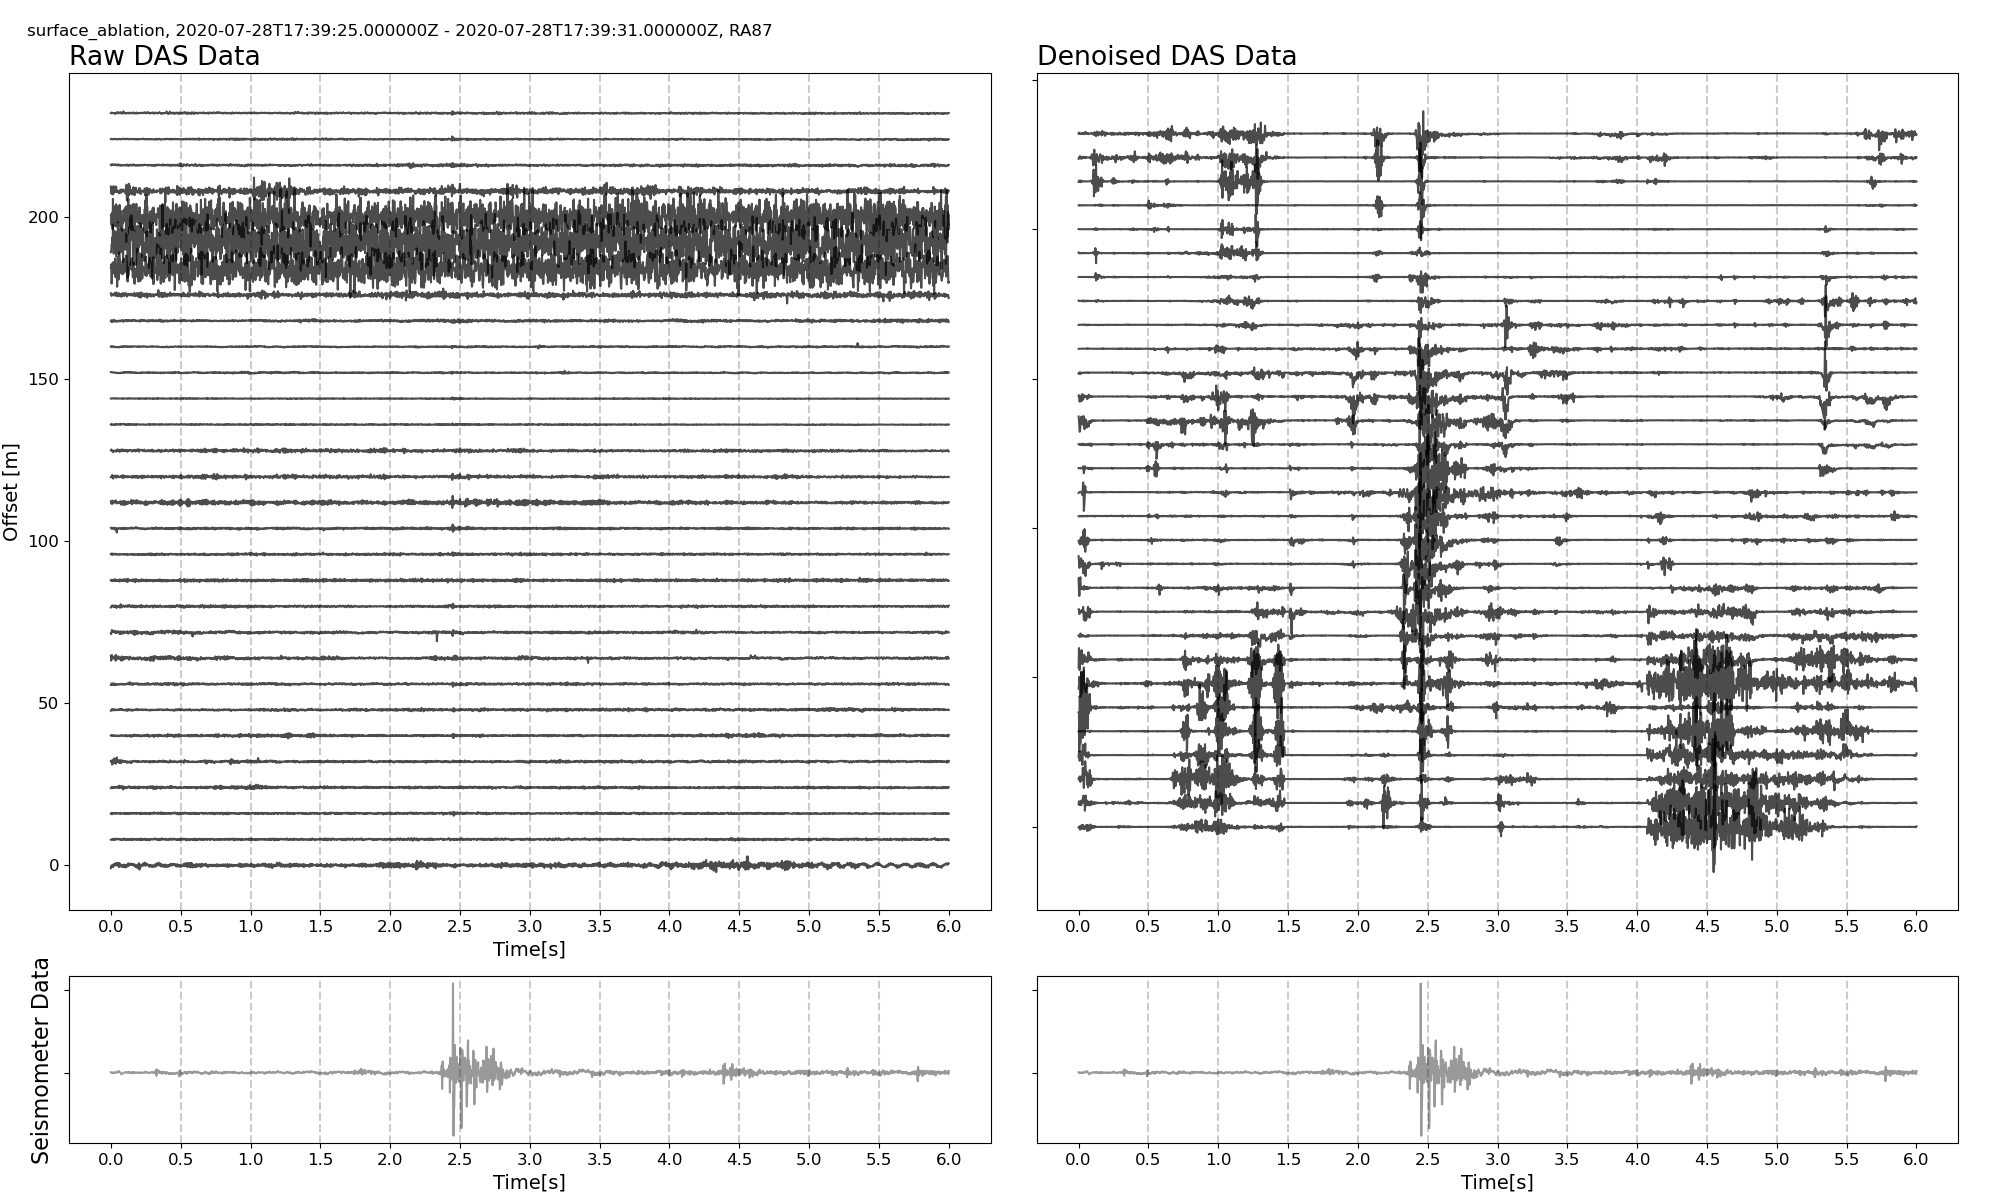 surface_ablation, 2020-07-28T17:39:25.000000Z - 2020-07-28T17:39:31.000000Z, RA87
Raw DAS Data
Denoised DAS Data
Offset [m]
200
150
100
50
0
0.0 0.5 1.0 1.5 2.0 2.5 3.0 3.5 4.0 4.5 5.0 5.5 6.0
Time[s]
0.0 0.5 1.0 1.5 2.0 2.5 3.0 3.5 4.0 4.5 5.0 5.5 6.0
Seismometer Data
0.0 0.5 1.0 1.5 2.0 2.5 3.0 3.5 4.0 4.5 5.0 5.5 6.0
Time[s]
0.0 0.5 1.0 1.5 2.0 2.5 3.0 3.5 4.0 4.5 5.0 5.5 6.0
Time[s]